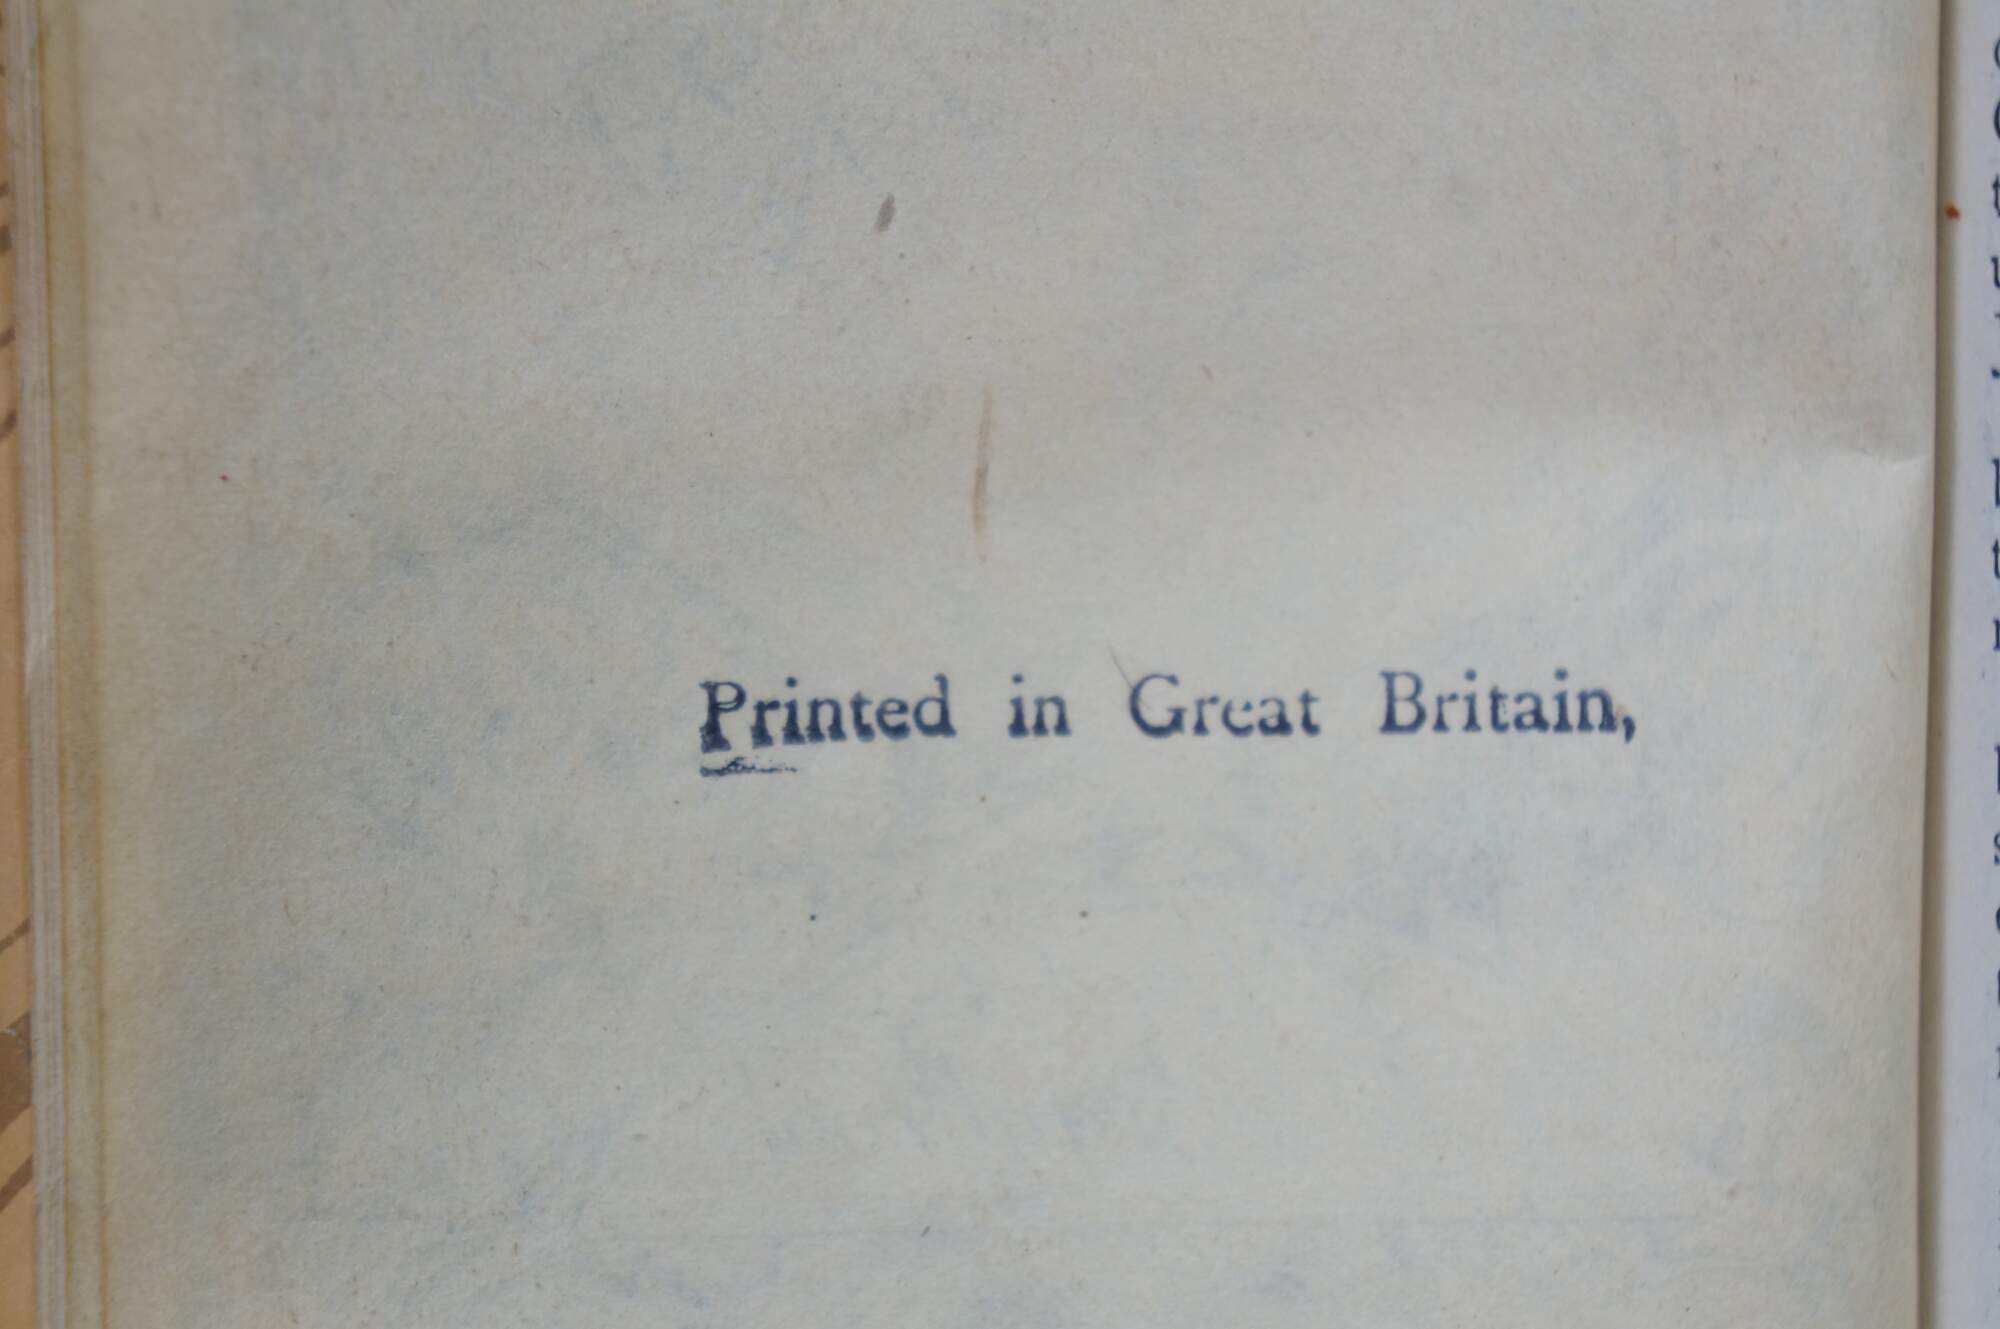 Printed in Great Britain,